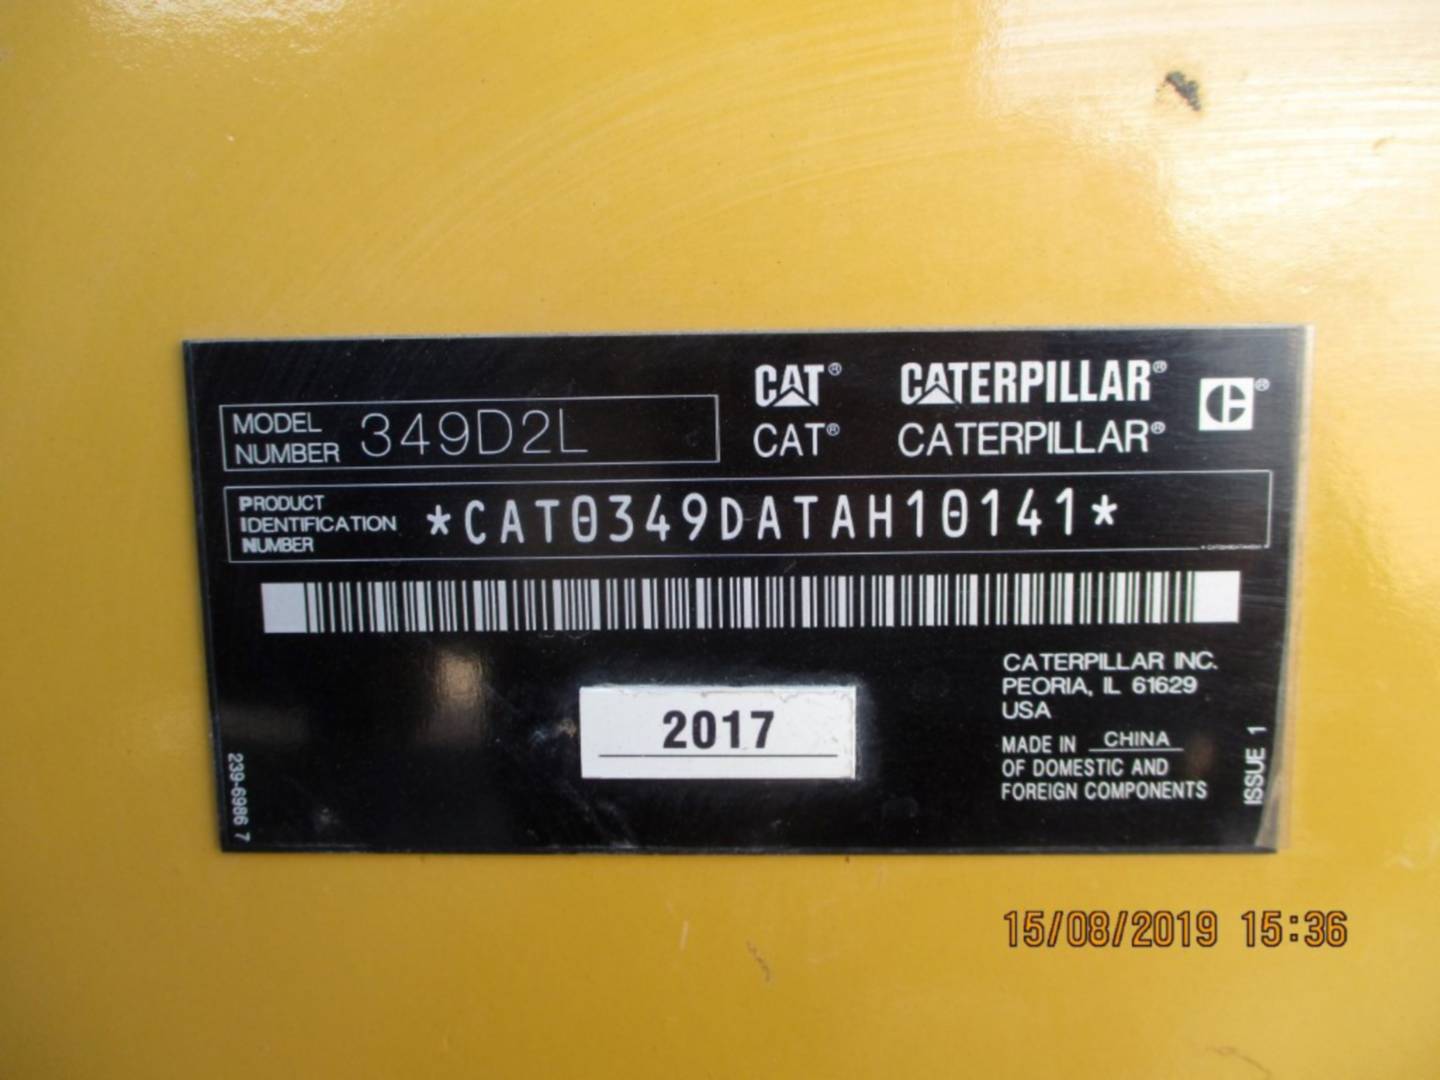 CAT® CATERPILLAR®
CAT® CATERPILLAR®
MODEL NUMBER 349D2L
PRODUCT IDENTIFICATION NUMBER *CAT0349DATAH10141*
2017
CATERPILLAR INC.
PEORIA, IL 61629
USA
MADE IN CHINA
OF DOMESTIC AND
FOREIGN COMPONENTS
ISSUE 1
239-6986 7
15/08/2019 15:36